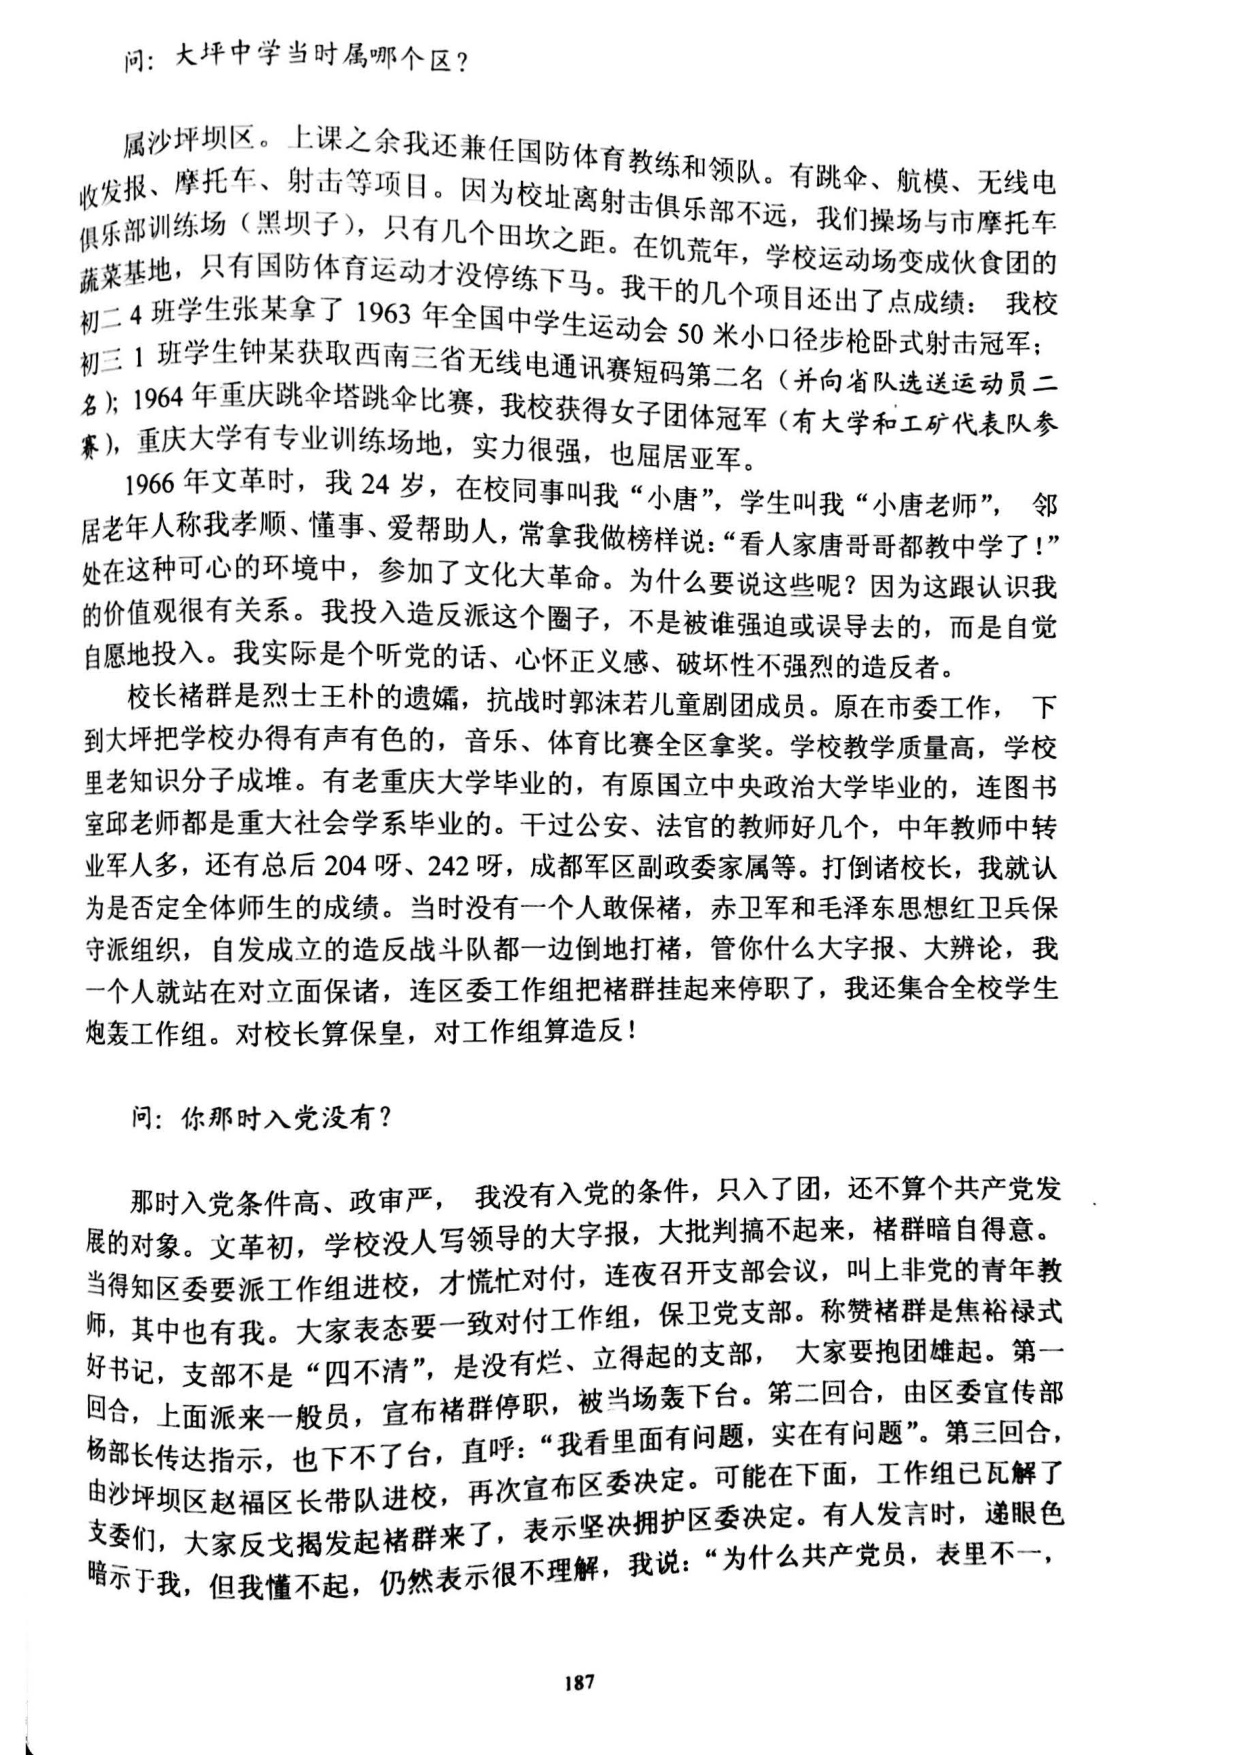 问：大坪中学当时属哪个区？
属沙坪坝区。上课之余我还兼任国防体育教练和领队。有跳伞、航模、无线电
收发报、摩托车、射击等项目。因为校址离射击俱乐部不远，我们操场与市摩托车
俱乐部训练场（黑坝子），只有几个田坎之距。在饥荒年，学校运动场变成伙食团的
蔬菜基地，只有国防体育运动才没停练下马。我干的几个项目还出了点成绩： 我校
初二 4 班学生张某拿了 1963 年全国中学生运动会 50 米小口径步枪卧式射击冠军；
初三 1 班学生钟某获取西南三省无线电通讯赛短码第二名（并向省队选送运动员二
名）；1964 年重庆跳伞塔跳伞比赛，我校获得女子团体冠军（有大学和工矿代表队参
赛），重庆大学有专业训练场地，实力很强，也屈居亚军。
1966 年文革时，我 24 岁，在校同事叫我“小唐”，学生叫我“小唐老师”， 邻
居老年人称我孝顺、懂事、爱帮助人，常拿我做榜样说：“看人家唐哥哥都教中学了！”
处在这种可心的环境中，参加了文化大革命。为什么要说这些呢？因为这跟认识我
的价值观很有关系。我投入造反派这个圈子，不是被谁强迫或误导去的，而是自觉
自愿地投入。我实际是个听党的话、心怀正义感、破坏性不强烈的造反者。
校长褚群是烈士王朴的遗孀，抗战时郭沫若儿童剧团成员。原在市委工作， 下
到大坪把学校办得有声有色的，音乐、体育比赛全区拿奖。学校教学质量高，学校
里老知识分子成堆。有老重庆大学毕业的，有原国立中央政治大学毕业的，连图书
室邱老师都是重大社会学系毕业的。干过公安、法官的教师好几个，中年教师中转
业军人多，还有总后 204 呀、242 呀，成都军区副政委家属等。打倒诸校长，我就认
为是否定全体师生的成绩。当时没有一个人敢保褚，赤卫军和毛泽东思想红卫兵保
守派组织，自发成立的造反战斗队都一边倒地打褚，管你什么大字报、大辨论，我
一个人就站在对立面保诸，连区委工作组把褚群挂起来停职了，我还集合全校学生
炮轰工作组。对校长算保皇，对工作组算造反！
问：你那时入党没有？
那时入党条件高、政审严， 我没有入党的条件，只入了团，还不算个共产党发
展的对象。文革初，学校没人写领导的大字报，大批判搞不起来，褚群暗自得意。
当得知区委要派工作组进校，才慌忙对付，连夜召开支部会议，叫上非党的青年教
师，其中也有我。大家表态要一致对付工作组，保卫党支部。称赞褚群是焦裕禄式
好书记，支部不是“四不清”，是没有烂、立得起的支部， 大家要抱团雄起。第一
回合，上面派来一般员，宣布褚群停职，被当场轰下台。第二回合，由区委宣传部
杨部长传达指示，也下不了台，直呼：“我看里面有问题，实在有问题”。第三回合，
由沙坪坝区赵福区长带队进校，再次宣布区委决定。可能在下面，工作组已瓦解了
支委们，大家反戈揭发起褚群来了，表示坚决拥护区委决定。有人发言时，递眼色
暗示于我，但我懂不起，仍然表示很不理解，我说：“为什么共产党员，表里不一，
187